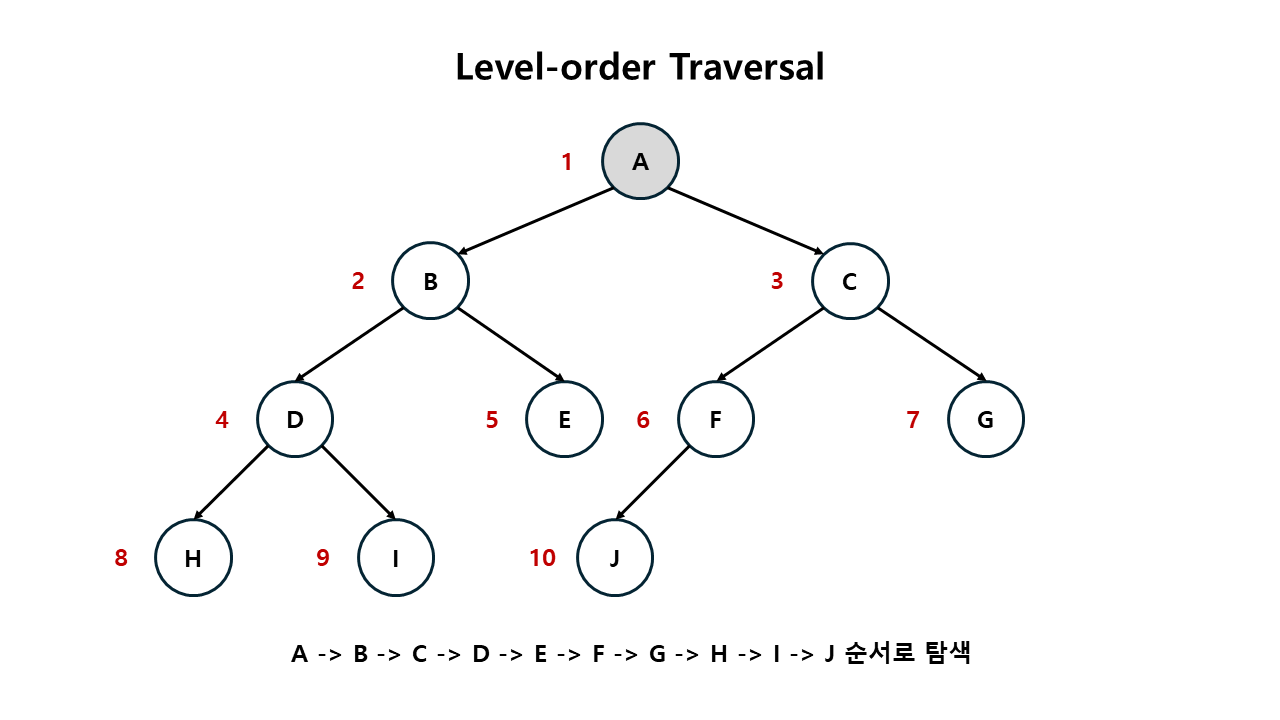 Level-order Traversal
1 A
2 B 3 C
4 D 5 E 6 F 7 G
8 H 9 I 10 J
A -> B -> C -> D -> E -> F -> G -> H -> I -> J 순서로 탐색